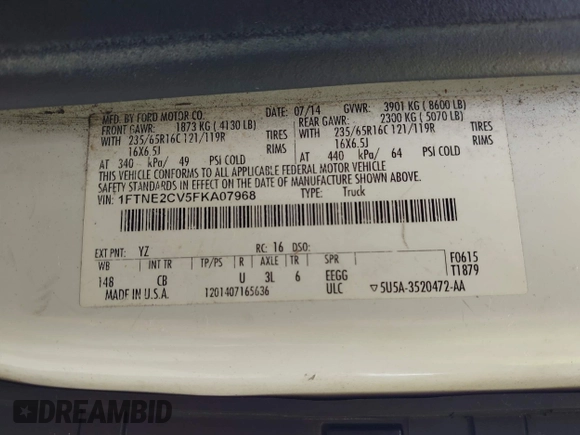 MFD. BY FORD MOTOR CO.
DATE: 07/14 GVWR: 3901 KG ( 8600 LB)
FRONT GAWR: 1873 KG ( 4130 LB) REAR GAWR: 2300 KG ( 5070 LB)
WITH 235/65R16C 121/119R TIRES WITH 235/65R16C 121/119R TIRES
16X6.5J 16X6.5J
AT 340 kPa/ 49 PSI COLD AT 440 kPa/ 64 PSI COLD
THIS VEHICLE CONFORMS TO ALL APPLICABLE FEDERAL MOTOR VEHICLE
SAFETY STANDARDS IN EFFECT ON THE DATE OF MANUFACTURE SHOWN ABOVE.
VIN: 1FTNE2CV5FKA07968 TYPE: Truck
EXT PNT: YZ RC: 16 DSO:
WB INT TR TP/PS R AXLE TR SPR F0615
148 CB U 3L 6 EEGG T1879
MADE IN U.S.A. 1201407165636 ULC ▽5U5A-3520472-AA
DREAMBID